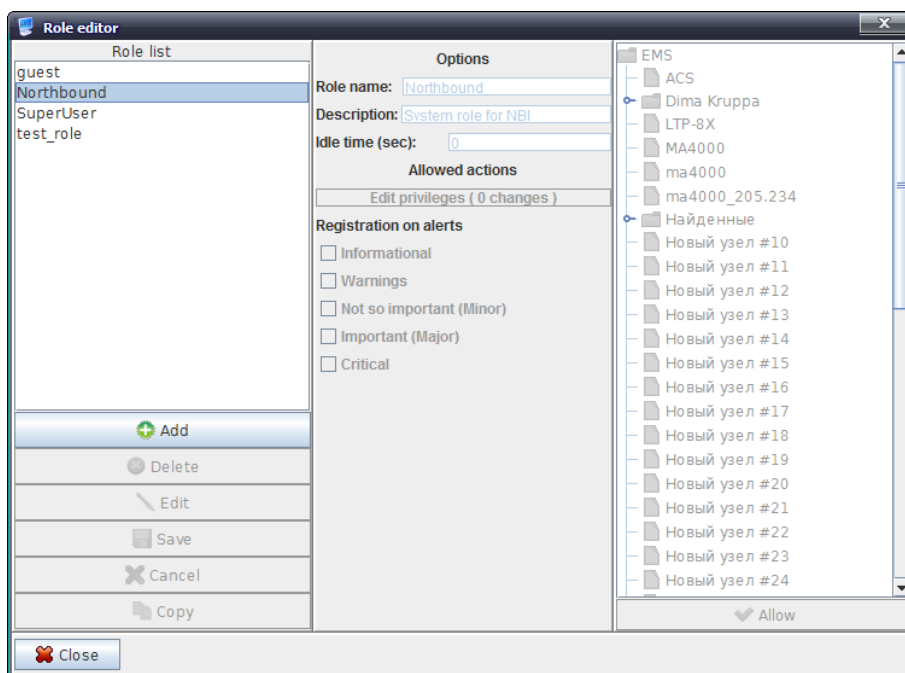 Role editor
Role list
guest
Northbound
SuperUser
test_role
Add
Delete
Edit
Save
Cancel
Copy
Close
Options
Role name: Northbound
Description: System role for NBI
Idle time (sec): 0
Allowed actions
Edit privileges ( 0 changes )
Registration on alerts
Informational
Warnings
Not so important (Minor)
Important (Major)
Critical
EMS
ACS
Dima Kruppa
LTP-8X
MA4000
ma4000
ma4000_205.234
Найденные
Новый узел #10
Новый узел #11
Новый узел #12
Новый узел #13
Новый узел #14
Новый узел #15
Новый узел #16
Новый узел #17
Новый узел #18
Новый узел #19
Новый узел #20
Новый узел #21
Новый узел #22
Новый узел #23
Новый узел #24
Allow